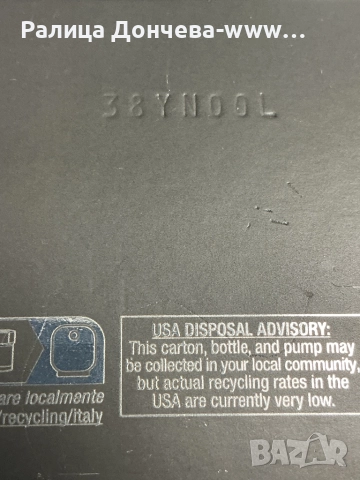 Ралица Дончева-www...
38YN00L
USA DISPOSAL ADVISORY:
This carton, bottle, and pump may
be collected in your local community,
but actual recycling rates in the
USA are currently very low.
are localmente
/recycling/italy
BAZAR